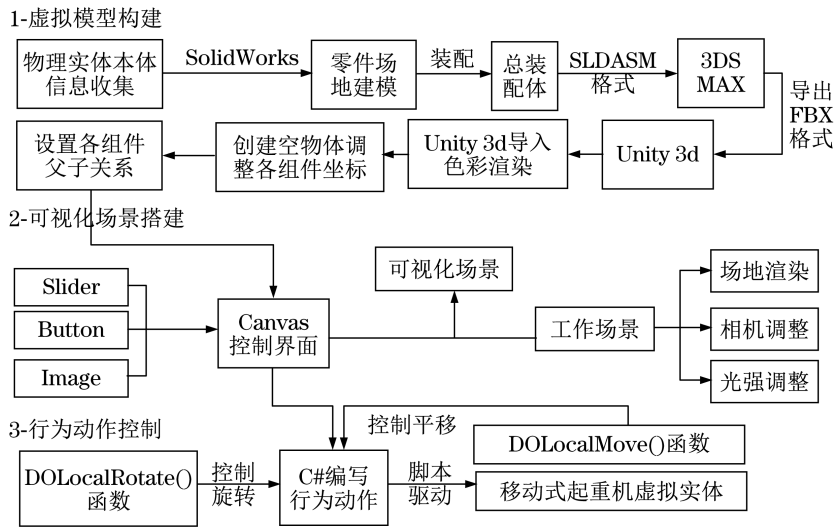 1-虚拟模型构建
物理实体本体
信息收集
SolidWorks
零件场
地建模
装配
总装
配体
SLDASM
格式
3DS
MAX
导出
FBX
格式
设置各组件
父子关系
创建空物体调
整各组件坐标
Unity 3d导入
色彩渲染
Unity 3d
2-可视化场景搭建
Slider
Button
Image
Canvas
控制界面
可视化场景
工作场景
场地渲染
相机调整
光强调整
3-行为动作控制
控制平移
DOLocalMove()函数
DOLocalRotate()
函数
控制
旋转
C#编写
行为动作
脚本
驱动
移动式起重机虚拟实体